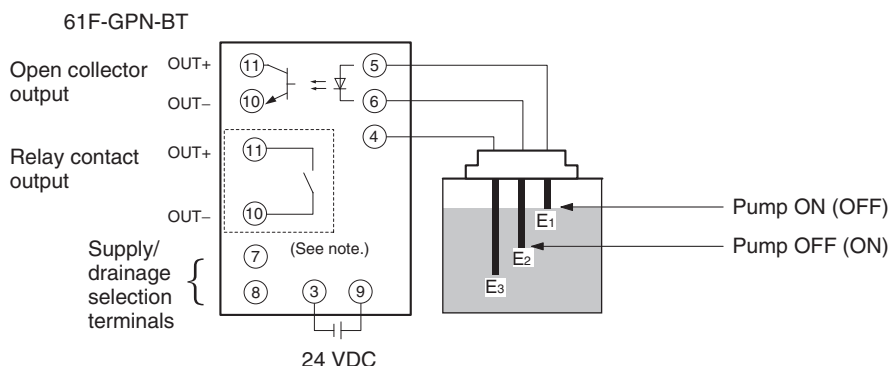 61F-GPN-BT
Open collector
output
OUT+
OUT−
11
10
5
6
4
Relay contact
output
OUT+
OUT−
11
10
Supply/
drainage
selection
terminals
7
8
(See note.)
3
9
24 VDC
E1
E2
E3
Pump ON (OFF)
Pump OFF (ON)